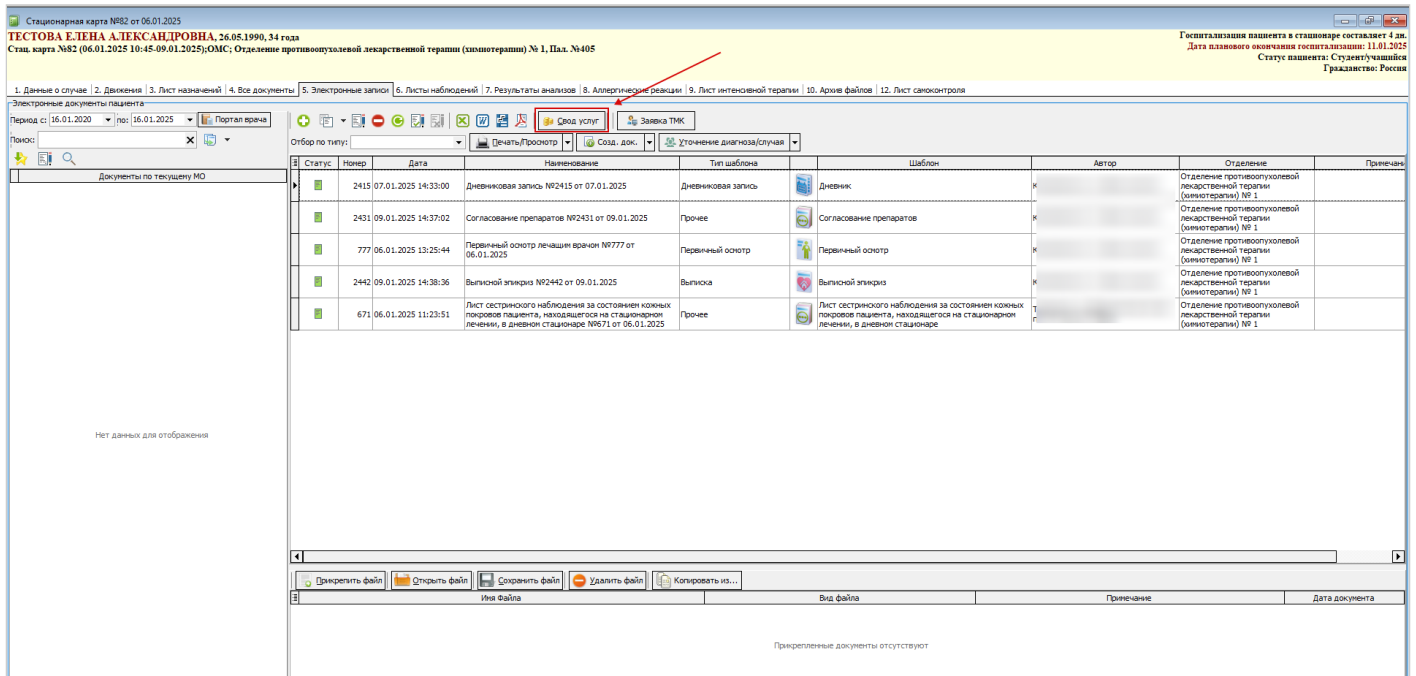 Стационарная карта №82 от 06.01.2025
ТЕСТОВА ЕЛЕНА АЛЕКСАНДРОВНА, 26.05.1990, 34 года
Стац. карта №82 (06.01.2025 10:45-09.01.2025);ОМС; Отделение противоопухолевой лекарственной терапии (химиотерапии) № 1, Пал. №405
Госпитализация пациента в стационаре составляет 4 дн.
Дата планового окончания госпитализации: 11.01.2025
Статус пациента: Студент/учащийся
Гражданство: Россия
1. Данные о случае 2. Движения 3. Лист назначений 4. Все документы 5. Электронные записи 6. Листы наблюдений 7. Результаты анализов 8. Аллергические реакции 9. Лист интенсивной терапии 10. Архив файлов 12. Лист самоконтроля
Электронные документы пациента
Период с: 16.01.2020 по: 16.01.2025 Портал врача
Поиск:
Документы по текущему МО
Нет данных для отображения
Свод услуг Заявка ТМК
Отбор по типу: Печать/Просмотр Созд. док. Уточнение диагноза/случая
Статус Номер Дата Наименование Тип шаблона Шаблон Автор Отделение Примечани
2415 07.01.2025 14:33:00 Дневниковая запись №2415 от 07.01.2025 Дневниковая запись Дневник К Отделение противоопухолевой
лекарственной терапии
(химиотерапии) № 1
2431 09.01.2025 14:37:02 Согласование препаратов №2431 от 09.01.2025 Прочее Согласование препаратов К Отделение противоопухолевой
лекарственной терапии
(химиотерапии) № 1
777 06.01.2025 13:25:44 Первичный осмотр лечащим врачом №777 от
06.01.2025 Первичный осмотр Первичный осмотр К Отделение противоопухолевой
лекарственной терапии
(химиотерапии) № 1
2442 09.01.2025 14:38:36 Выписной эпикриз №2442 от 09.01.2025 Выписка Выписной эпикриз К Отделение противоопухолевой
лекарственной терапии
(химиотерапии) № 1
671 06.01.2025 11:23:51 Лист сестринского наблюдения за состоянием кожных
покровов пациента, находящегося на стационарном
лечении, в дневном стационаре №671 от 06.01.2025 Прочее Лист сестринского наблюдения за состоянием кожных
покровов пациента, находящегося на стационарном
лечении, в дневном стационаре Отделение противоопухолевой
лекарственной терапии
(химиотерапии) № 1
Прикрепить файл Открыть файл Сохранить файл Удалить файл Копировать из...
Имя Файла Вид файла Примечание Дата документа
Прикрепленные документы отсутствуют